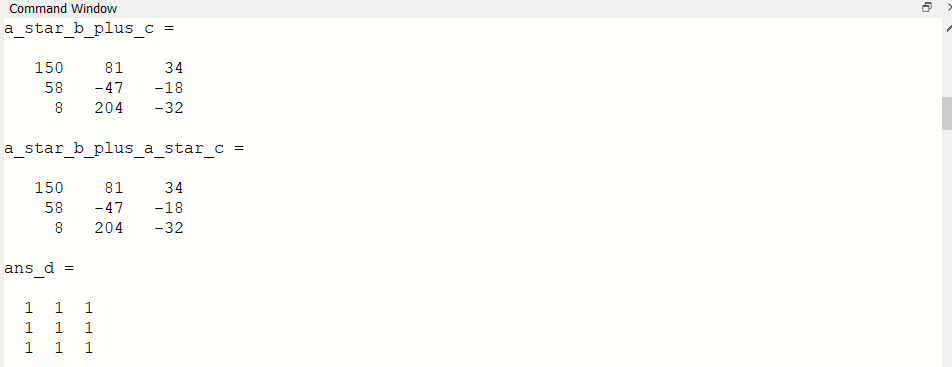 Command Window
a_star_b_plus_c =
150 81 34
58 -47 -18
8 204 -32
a_star_b_plus_a_star_c =
150 81 34
58 -47 -18
8 204 -32
ans_d =
1 1 1
1 1 1
1 1 1